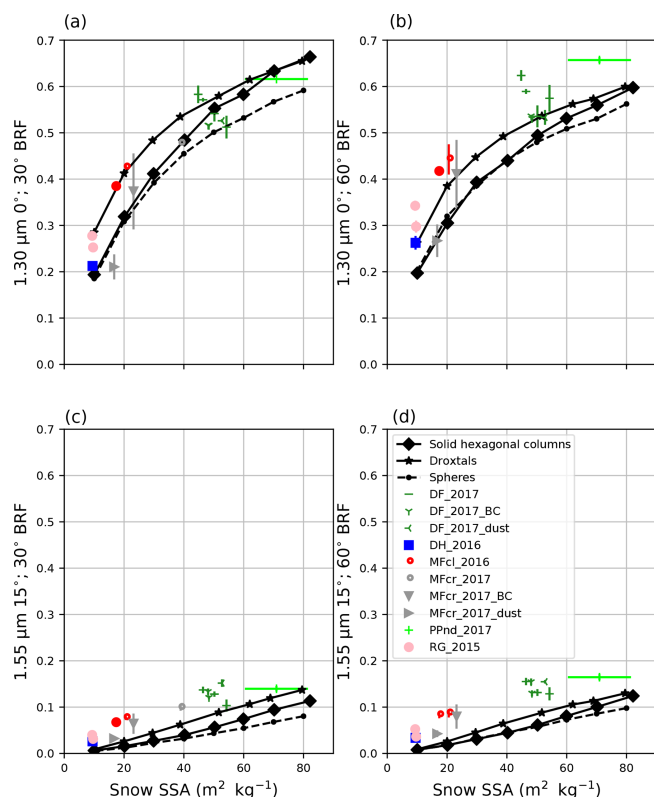 (a)
(b)
0.7
0.6
0.5
0.4
0.3
0.2
0.1
0.0
1.30 μm 0°; 30° BRF
0.7
0.6
0.5
0.4
0.3
0.2
0.1
0.0
1.30 μm 0°; 60° BRF
(c)
(d)
0.7
0.6
0.5
0.4
0.3
0.2
0.1
0.0
1.55 μm 15°; 30° BRF
0 20 40 60 80
Snow SSA (m² kg⁻¹)
0.7
0.6
0.5
0.4
0.3
0.2
0.1
0.0
1.55 μm 15°; 60° BRF
Solid hexagonal columns
Droxtals
Spheres
DF_2017
DF_2017_BC
DF_2017_dust
DH_2016
MFcl_2016
MFcr_2017
MFcr_2017_BC
MFcr_2017_dust
PPnd_2017
RG_2015
0 20 40 60 80
Snow SSA (m² kg⁻¹)